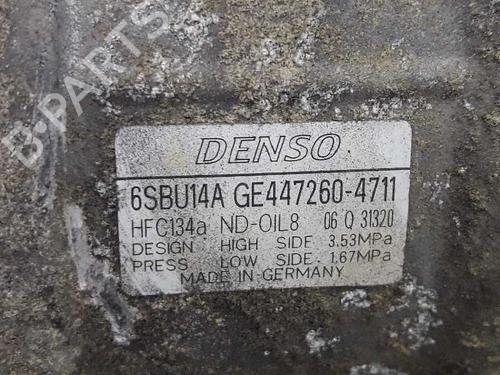 B-PARTS
DENSO
6SBU14A GE447260-4711
HFC134a ND-OIL8 06 Q 31320
DESIGN HIGH SIDE 3.53MPa
PRESS LOW SIDE 1.67MPa
MADE IN GERMANY